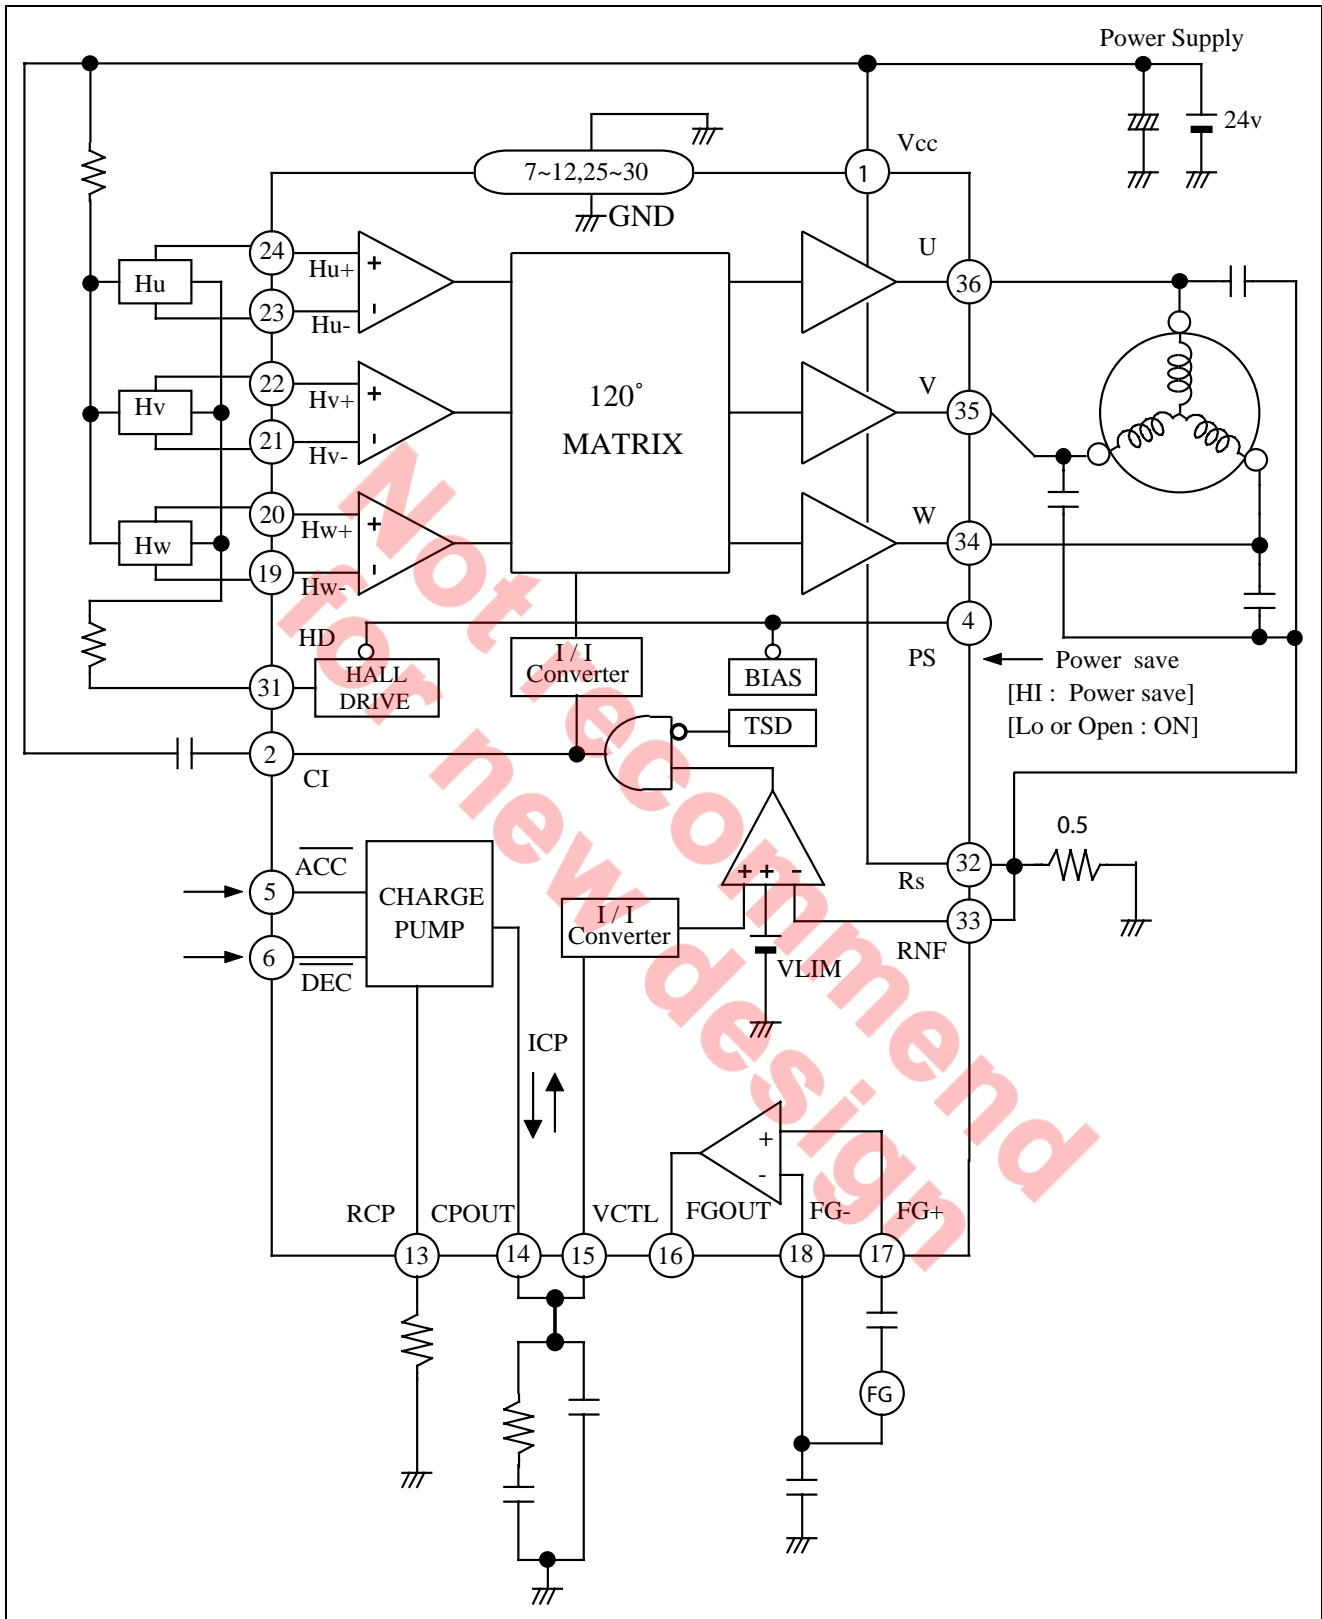 Power Supply
24v
Vcc
1
7~12,25~30
GND
24
Hu+
Hu
23
Hu-
U
36
22
Hv+
Hv
21
Hv-
120° MATRIX
V
35
20
Hw+
Hw
19
Hw-
W
34
4
PS
Power save
[HI : Power save]
[Lo or Open : ON]
HD
HALL
DRIVE
31
I / I
Converter
BIAS
TSD
2
CI
ACC
5
CHARGE
PUMP
6
DEC
I / I
Converter
+ + -
VLIM
Rs
32
0.5
33
RNF
ICP
+
-
RCP
CPOUT
VCTL
FGOUT
FG-
FG+
13
14
15
16
18
17
FG
Not recommend
for new design